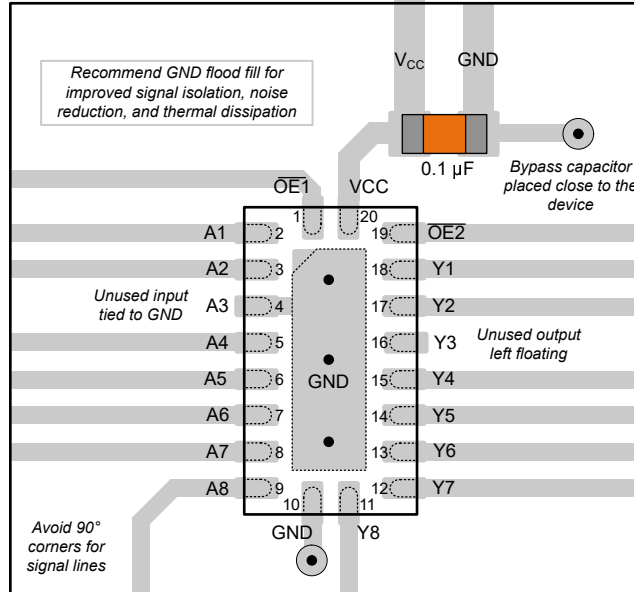 V_CC GND
Recommend GND flood fill for
improved signal isolation, noise
reduction, and thermal dissipation
0.1 µF
Bypass capacitor
placed close to the
device
O̅E̅1 VCC
1 20
A1 2 19 O̅E̅2
A2 3 18 Y1
Unused input
tied to GND
A3 4 17 Y2
A4 5 16 Y3
Unused output
left floating
A5 6 GND 15 Y4
A6 7 14 Y5
A7 8 13 Y6
A8 9 12 Y7
10 11
GND Y8
Avoid 90°
corners for
signal lines